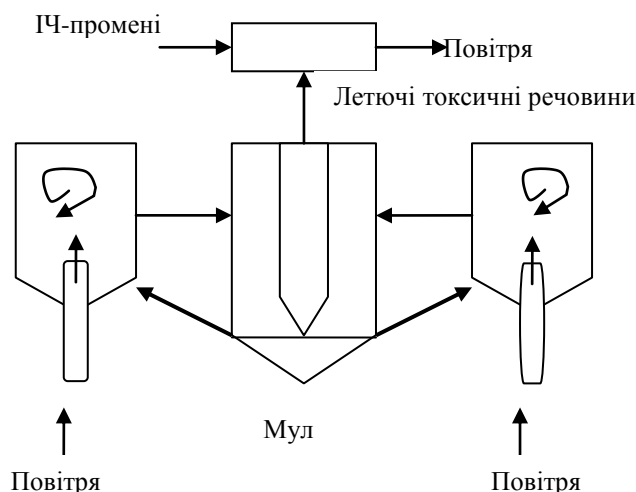 ІЧ-промені
Повітря
Летючі токсичні речовини
Мул
Повітря
Повітря